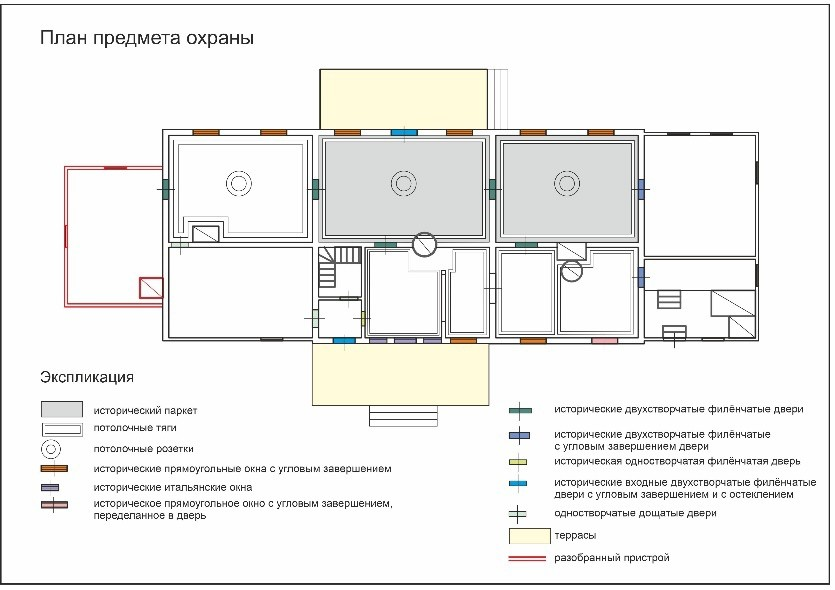 План предмета охраны
Экспликация
исторический паркет
потолочные тяги
потолочные розетки
исторические прямоугольные окна с угловым завершением
исторические итальянские окна
историческое прямоугольное окно с угловым завершением,
переделанное в дверь
исторические двухстворчатые филёнчатые двери
исторические двухстворчатые филёнчатые
с угловым завершением двери
историческая одностворчатая филёнчатая дверь
исторические входные двухстворчатые филёнчатые
двери с угловым завершением и с остеклением
одностворчатые дощатые двери
террасы
разобранный пристрой